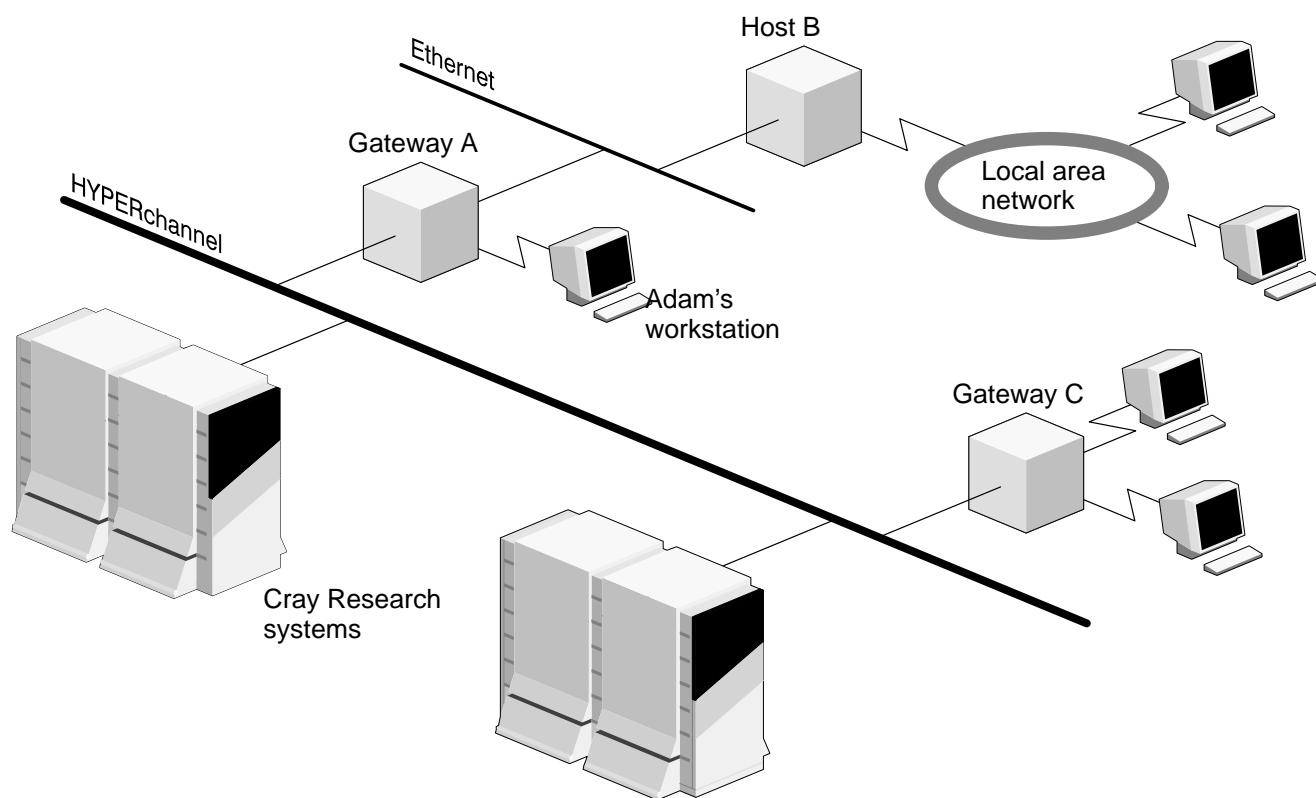 Host B
Ethernet
Gateway A
Local area
network
HYPERchannel
Adam’s
workstation
Gateway C
Cray Research
systems